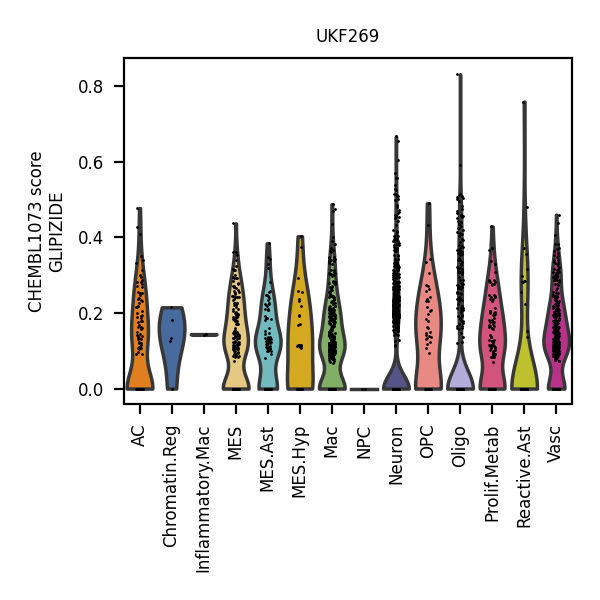 UKF269
CHEMBL1073 score
GLIPIZIDE
0.8
0.6
0.4
0.2
0.0
AC
Chromatin.Reg
Inflammatory.Mac
MES
MES.Ast
MES.Hyp
Mac
NPC
Neuron
OPC
Oligo
Prolif.Metab
Reactive.Ast
Vasc